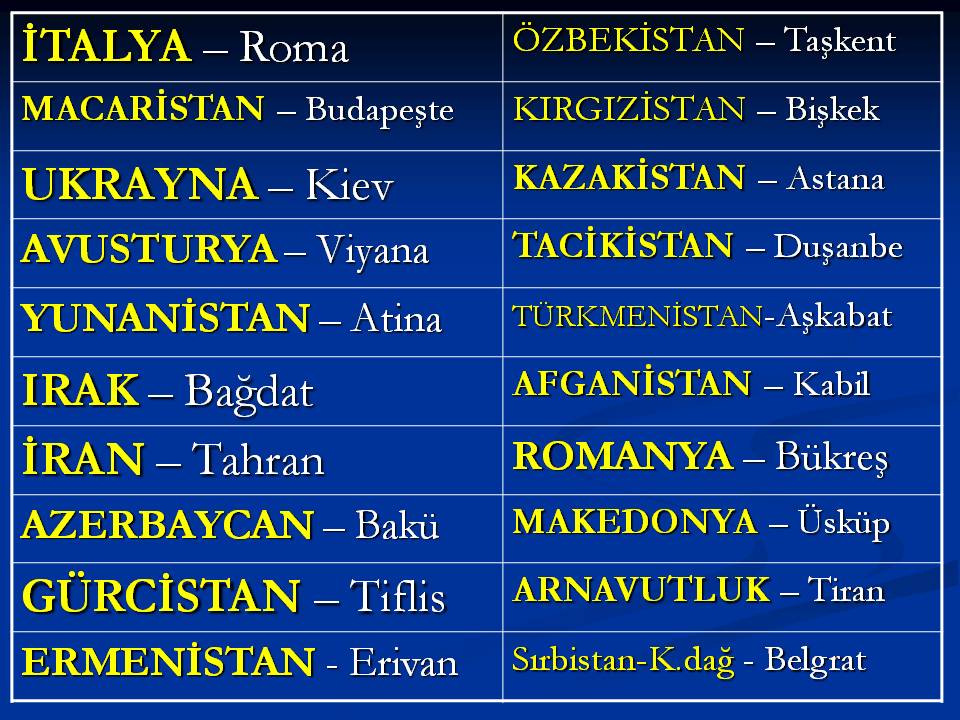 İTALYA – Roma
ÖZBEKİSTAN – Taşkent
MACARİSTAN – Budapeşte
KIRGIZİSTAN – Bişkek
UKRAYNA – Kiev
KAZAKİSTAN – Astana
AVUSTURYA – Viyana
TACİKİSTAN – Duşanbe
YUNANİSTAN – Atina
TÜRKMENİSTAN-Aşkabat
IRAK – Bağdat
AFGANİSTAN – Kabil
İRAN – Tahran
ROMANYA – Bükreş
AZERBAYCAN – Bakü
MAKEDONYA – Üsküp
GÜRCİSTAN – Tiflis
ARNAVUTLUK – Tiran
ERMENİSTAN - Erivan
Sırbistan-K.dağ - Belgrat